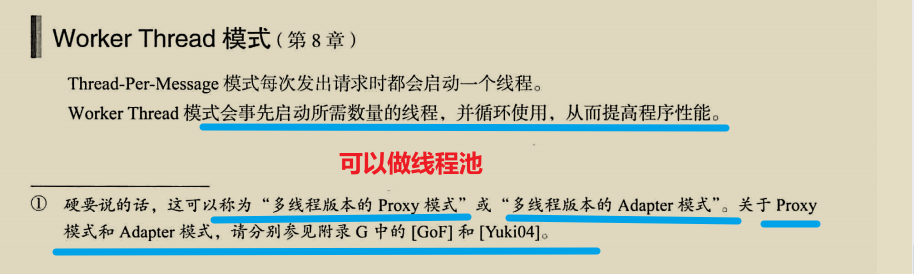 Worker Thread 模式（第 8 章）
Thread-Per-Message 模式每次发出请求时都会启动一个线程。
Worker Thread 模式会事先启动所需数量的线程，并循环使用，从而提高程序性能。
可以做线程池
① 硬要说的话，这可以称为“多线程版本的 Proxy 模式”或“多线程版本的 Adapter 模式”。关于 Proxy
模式和 Adapter 模式，请分别参见附录 G 中的 [GoF] 和 [Yuki04]。